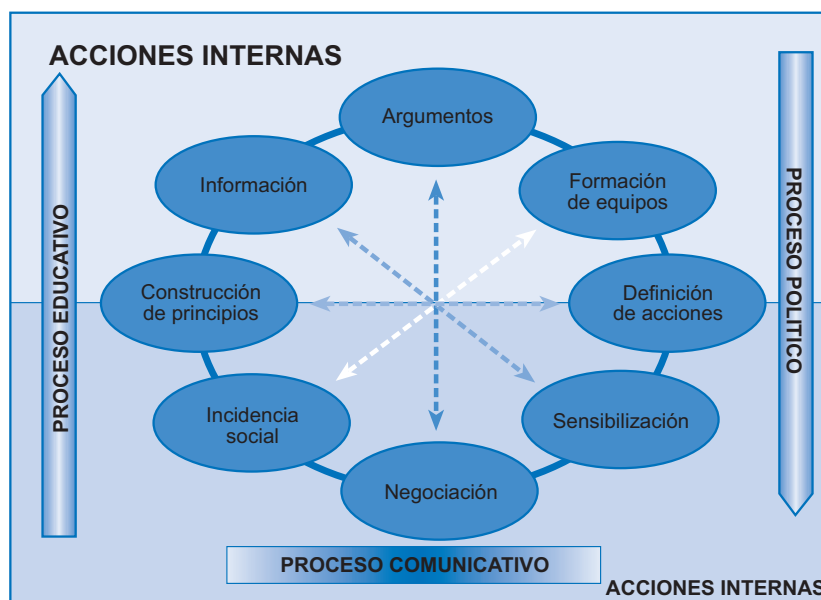 ACCIONES INTERNAS
Argumentos
Información
Formación
de equipos
Construcción
de principios
Definición
de acciones
Incidencia
social
Sensibilización
Negociación
PROCESO EDUCATIVO
PROCESO POLITICO
PROCESO COMUNICATIVO
ACCIONES INTERNAS